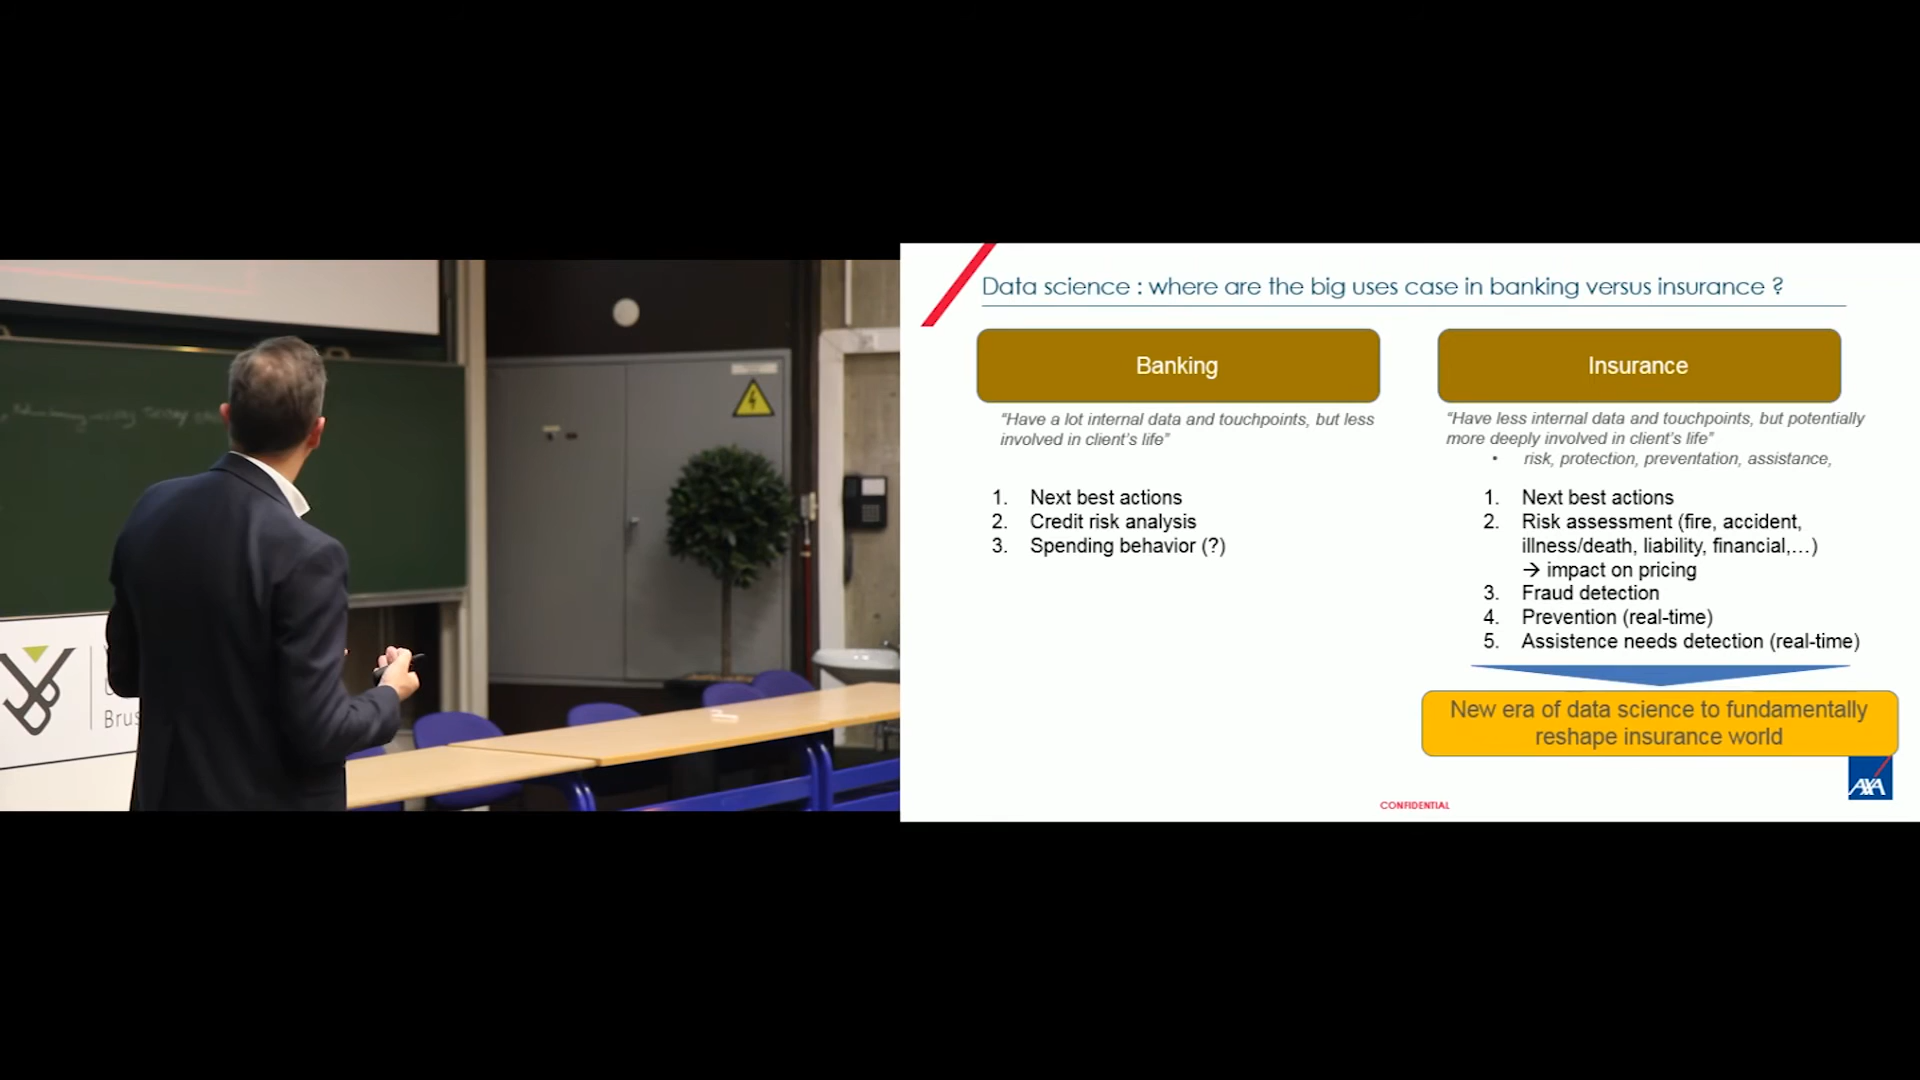 Brus
Data science : where are the big uses case in banking versus insurance ?
Banking
“Have a lot internal data and touchpoints, but less
involved in client’s life”
1. Next best actions
2. Credit risk analysis
3. Spending behavior (?)
Insurance
“Have less internal data and touchpoints, but potentially
more deeply involved in client’s life”
• risk, protection, preventation, assistance,
1. Next best actions
2. Risk assessment (fire, accident,
illness/death, liability, financial,…)
→ impact on pricing
3. Fraud detection
4. Prevention (real-time)
5. Assistence needs detection (real-time)
New era of data science to fundamentally
reshape insurance world
AXA
CONFIDENTIAL